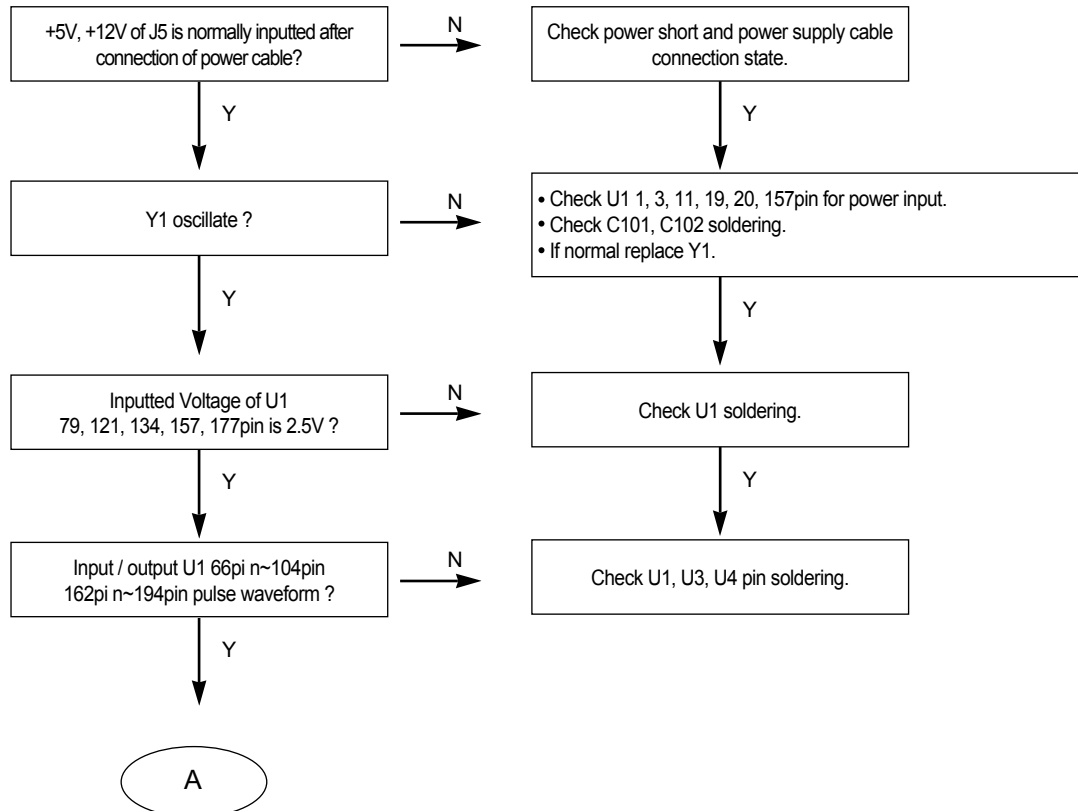 +5V, +12V of J5 is normally inputted after
connection of power cable?
N
Check power short and power supply cable
connection state.
Y
Y
Y1 oscillate ?
N
• Check U1 1, 3, 11, 19, 20, 157pin for power input.
• Check C101, C102 soldering.
• If normal replace Y1.
Y
Y
Inputted Voltage of U1
79, 121, 134, 157, 177pin is 2.5V ?
N
Check U1 soldering.
Y
Y
Input / output U1 66pi n~104pin
162pi n~194pin pulse waveform ?
N
Check U1, U3, U4 pin soldering.
Y
A